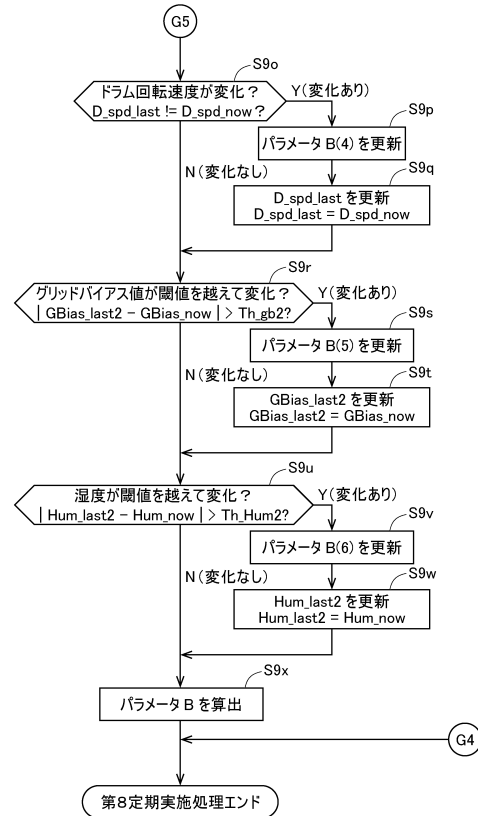 G5
S9o
ドラム回転速度が変化？
D_spd_last != D_spd_now？
Y（変化あり）
S9p
パラメータ B(4) を更新
N（変化なし）
S9q
D_spd_last を更新
D_spd_last = D_spd_now
S9r
グリッドバイアス値が閾値を越えて変化？
| GBias_last2 − GBias_now | > Th_gb2?
Y（変化あり）
S9s
パラメータ B(5) を更新
N（変化なし）
S9t
GBias_last2 を更新
GBias_last2 = GBias_now
S9u
湿度が閾値を越えて変化？
| Hum_last2 − Hum_now | > Th_Hum2?
Y（変化あり）
S9v
パラメータ B(6) を更新
N（変化なし）
S9w
Hum_last2 を更新
Hum_last2 = Hum_now
S9x
パラメータ B を算出
G4
第８定期実施処理エンド